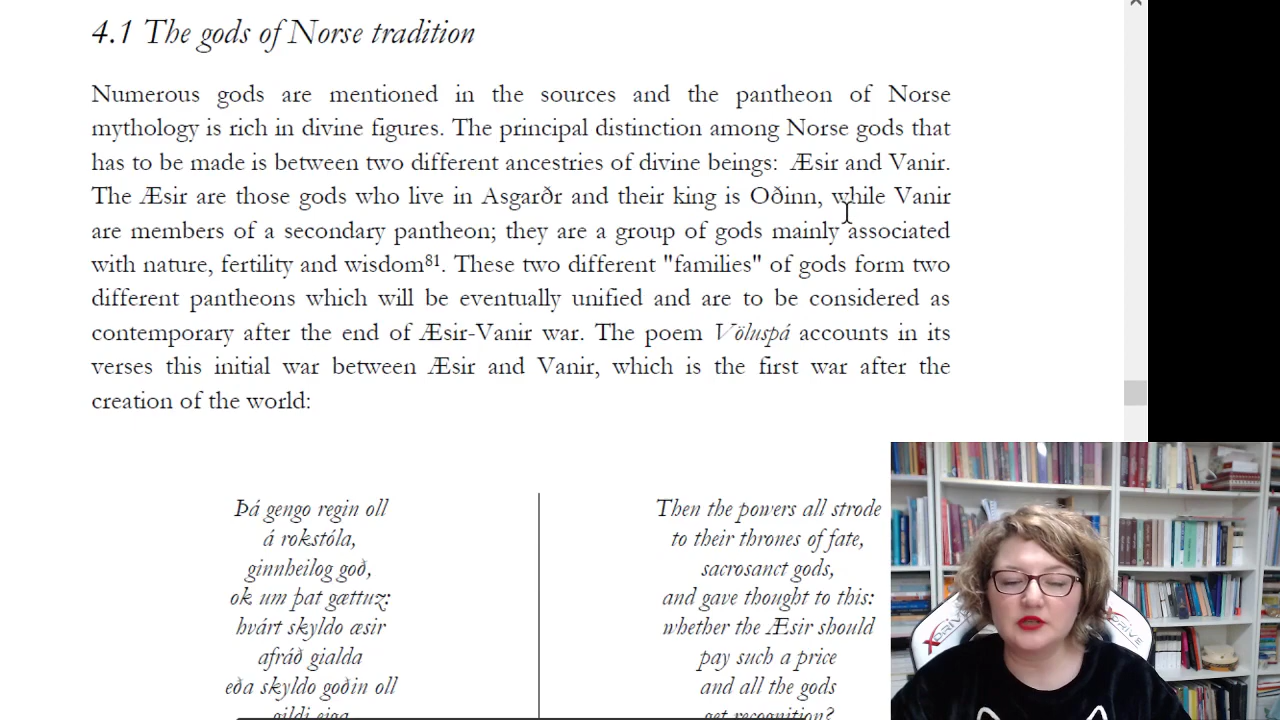 4.1 The gods of Norse tradition
Numerous gods are mentioned in the sources and the pantheon of Norse
mythology is rich in divine figures. The principal distinction among Norse gods that
has to be made is between two different ancestries of divine beings: Æsir and Vanir.
The Æsir are those gods who live in Asgarðr and their king is Oðinn, while Vanir
are members of a secondary pantheon; they are a group of gods mainly associated
with nature, fertility and wisdom⁸¹. These two different "families" of gods form two
different pantheons which will be eventually unified and are to be considered as
contemporary after the end of Æsir-Vanir war. The poem Völuspá accounts in its
verses this initial war between Æsir and Vanir, which is the first war after the
creation of the world:
Þá gengo regin oll
á rokstóla,
ginnheilog goð,
ok um þat gættuz:
hvárt skyldo æsir
afráð gialda
eða skyldo goðin oll
gildi eiga
Then the powers all strode
to their thrones of fate,
sacrosanct gods,
and gave thought to this:
whether the Æsir should
pay such a price
and all the gods
get recognition?